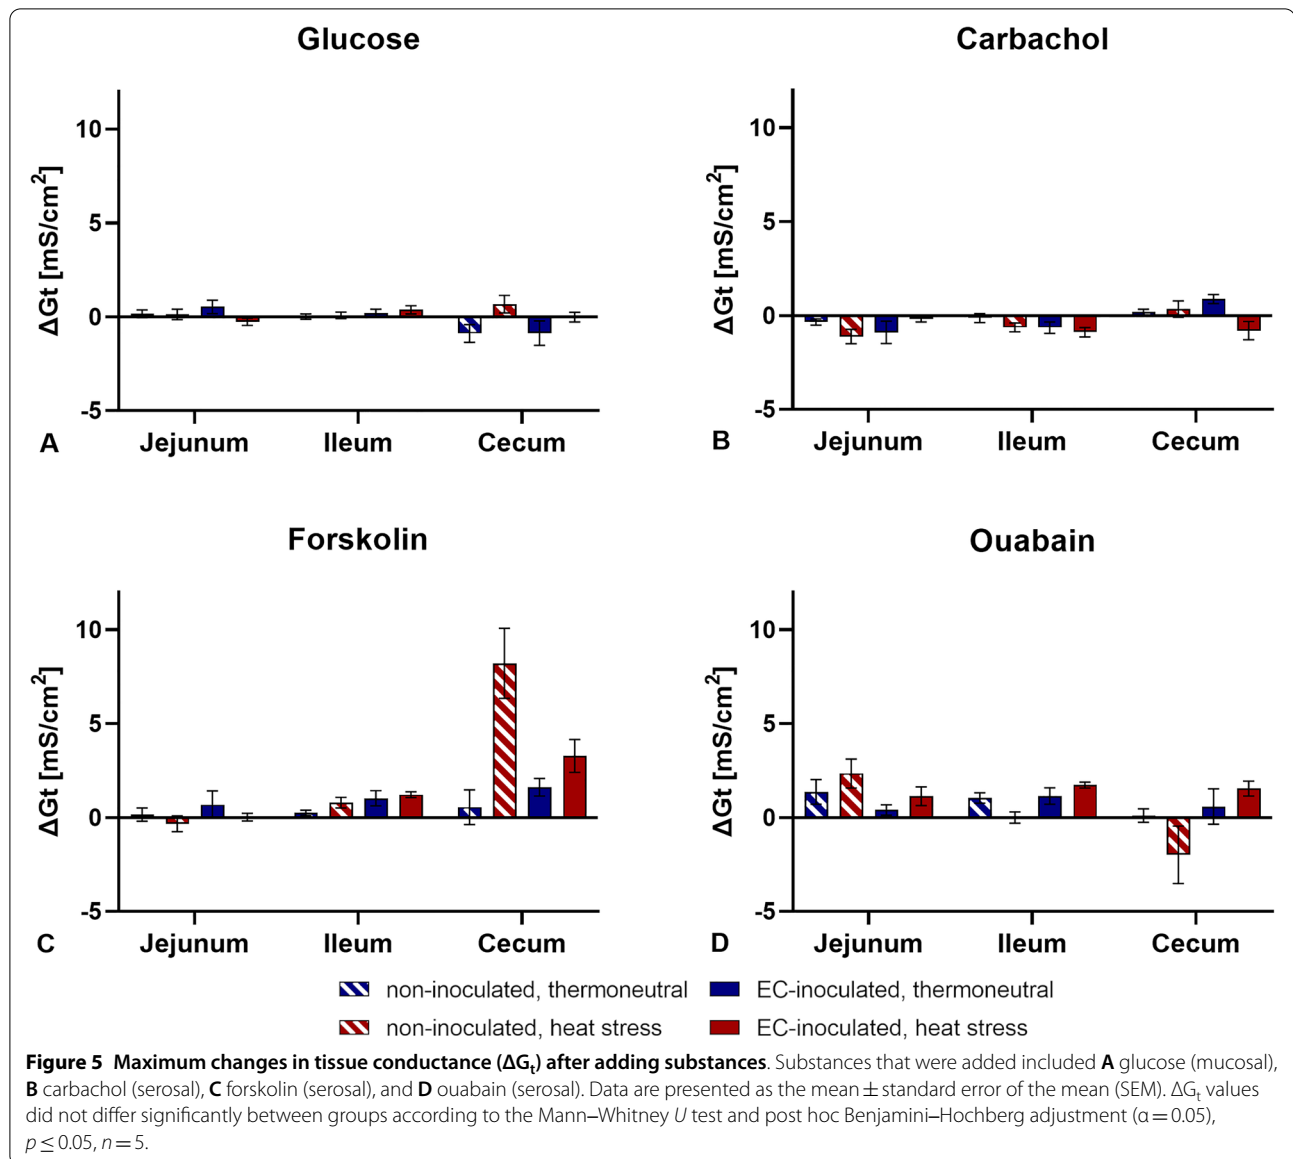 Glucose
ΔGt [mS/cm²]
10
5
0
-5
A
Jejunum
Ileum
Cecum
Carbachol
ΔGt [mS/cm²]
10
5
0
-5
B
Jejunum
Ileum
Cecum
Forskolin
ΔGt [mS/cm²]
10
5
0
-5
C
Jejunum
Ileum
Cecum
Ouabain
ΔGt [mS/cm²]
10
5
0
-5
D
Jejunum
Ileum
Cecum
non-inoculated, thermoneutral
EC-inoculated, thermoneutral
non-inoculated, heat stress
EC-inoculated, heat stress
Figure 5 Maximum changes in tissue conductance (ΔGt) after adding substances. Substances that were added included A glucose (mucosal),
B carbachol (serosal), C forskolin (serosal), and D ouabain (serosal). Data are presented as the mean ± standard error of the mean (SEM). ΔGt values
did not differ significantly between groups according to the Mann–Whitney U test and post hoc Benjamini–Hochberg adjustment (α = 0.05),
p ≤ 0.05, n = 5.